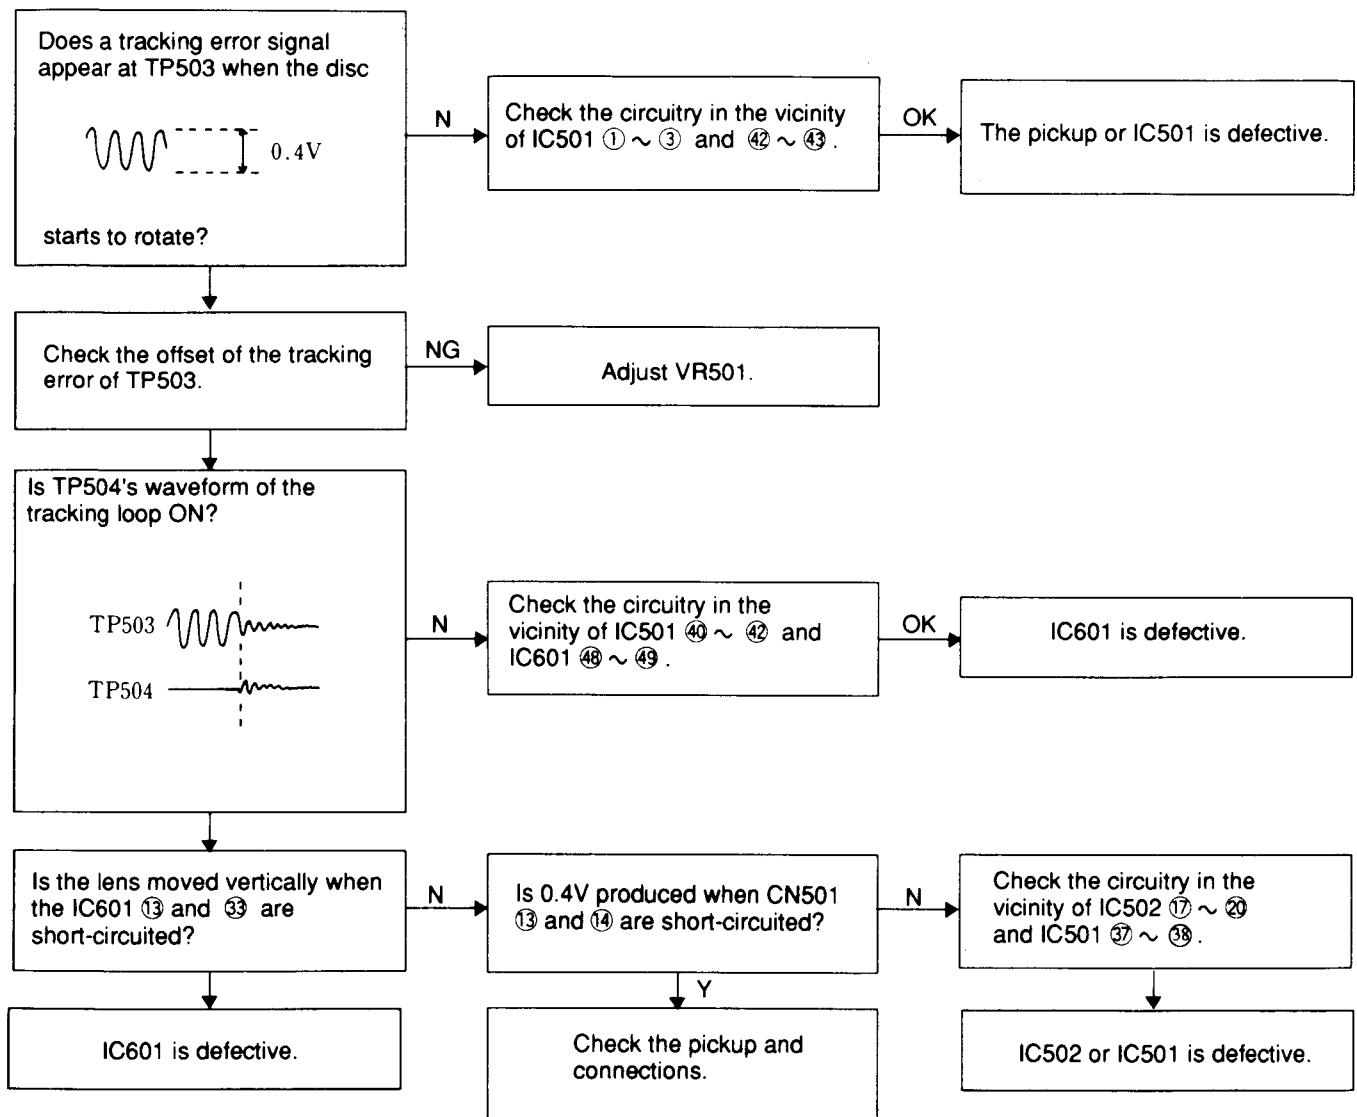 Does a tracking error signal
appear at TP503 when the disc
0.4V
starts to rotate?
N
Check the circuitry in the vicinity
of IC501 ① ~ ③ and ㊷ ~ ㊸ .
OK
The pickup or IC501 is defective.
Check the offset of the tracking
error of TP503.
NG
Adjust VR501.
Is TP504's waveform of the
tracking loop ON?
TP503
TP504
N
Check the circuitry in the
vicinity of IC501 ㊵ ~ ㊷ and
IC601 ㊽ ~ ㊾ .
OK
IC601 is defective.
Is the lens moved vertically when
the IC601 ⑬ and ㉝ are
short-circuited?
N
Is 0.4V produced when CN501
⑬ and ⑭ are short-circuited?
N
Check the circuitry in the
vicinity of IC502 ⑰ ~ ⑳
and IC501 ㊲ ~ ㊳ .
Y
IC601 is defective.
Check the pickup and
connections.
IC502 or IC501 is defective.